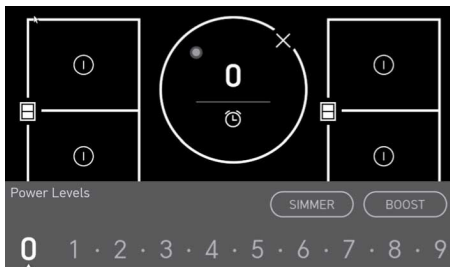 0
Power Levels
SIMMER
BOOST
0 1 · 2 · 3 · 4 · 5 · 6 · 7 · 8 · 9